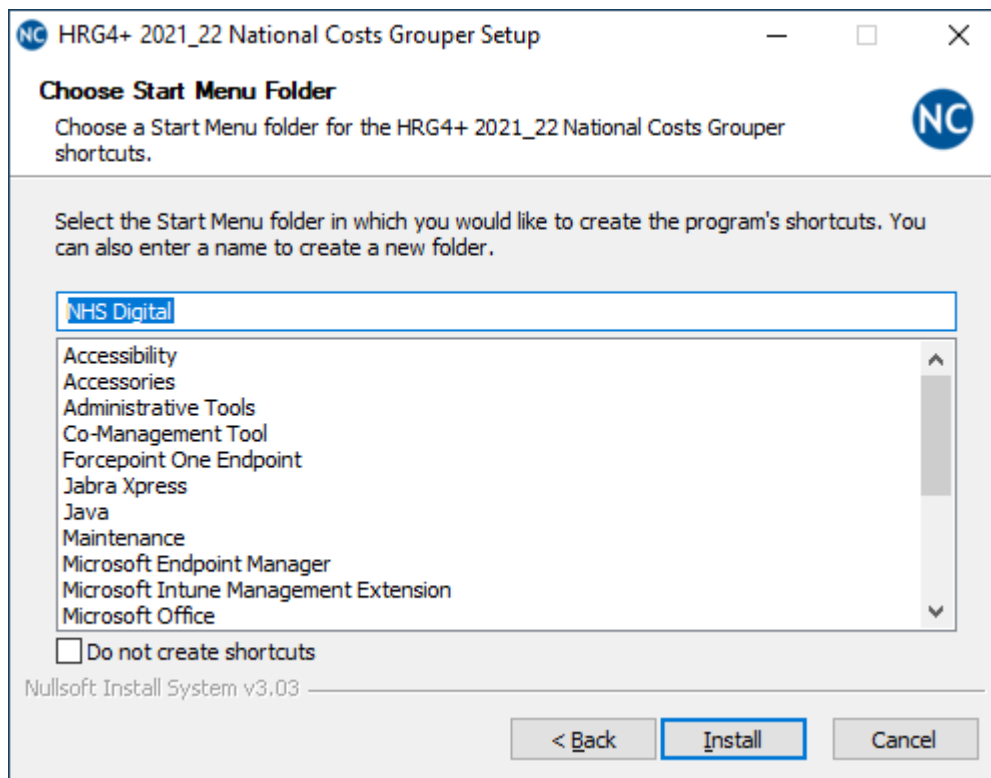 NC HRG4+ 2021_22 National Costs Grouper Setup
Choose Start Menu Folder
Choose a Start Menu folder for the HRG4+ 2021_22 National Costs Grouper
shortcuts.
NC
Select the Start Menu folder in which you would like to create the program's shortcuts. You
can also enter a name to create a new folder.
NHS Digital
Accessibility
Accessories
Administrative Tools
Co-Management Tool
Forcepoint One Endpoint
Jabra Xpress
Java
Maintenance
Microsoft Endpoint Manager
Microsoft Intune Management Extension
Microsoft Office
Do not create shortcuts
Nullsoft Install System v3.03
< Back Install Cancel